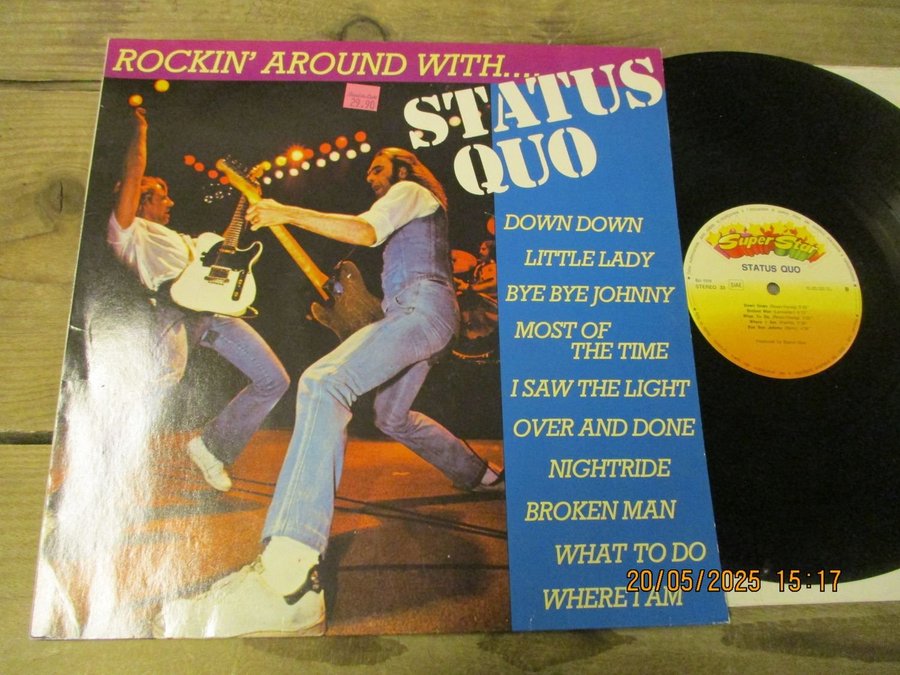 ROCKIN' AROUND WITH....
STATUS
QUO
29.90
DOWN DOWN
LITTLE LADY
BYE BYE JOHNNY
MOST OF
THE TIME
I SAW THE LIGHT
OVER AND DONE
NIGHTRIDE
BROKEN MAN
WHAT TO DO
WHERE I AM
Super Star
STATUS QUO
STEREO 33
SIAE
20/05/2025 15:17